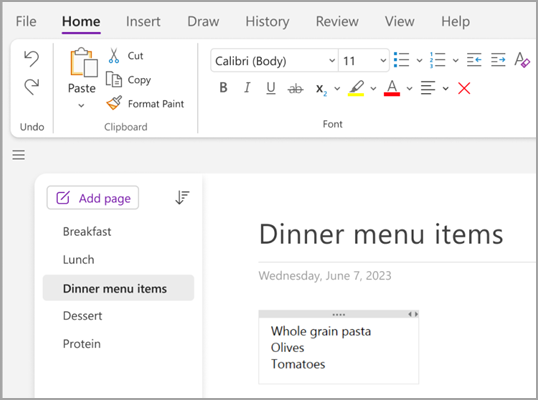 File Home Insert Draw History Review View Help
Paste
Cut
Copy
Format Paint
Calibri (Body) 11
B I U ab x2 A A
Undo Clipboard Font
Add page
Breakfast
Lunch
Dinner menu items
Dessert
Protein
Dinner menu items
Wednesday, June 7, 2023
Whole grain pasta
Olives
Tomatoes